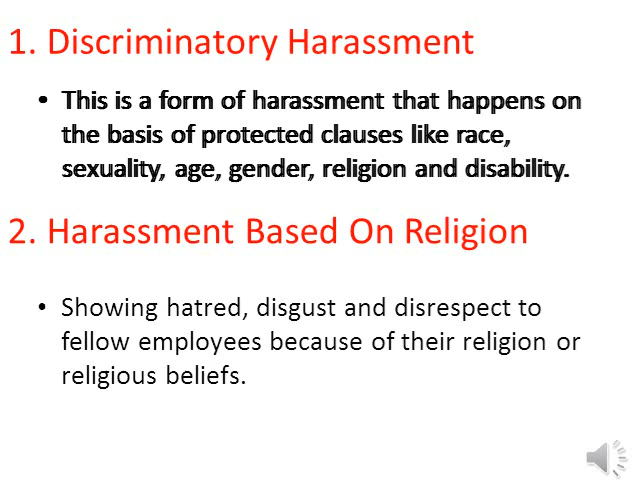 1. Discriminatory Harassment
• This is a form of harassment that happens on
the basis of protected clauses like race,
sexuality, age, gender, religion and disability.
2. Harassment Based On Religion
• Showing hatred, disgust and disrespect to
fellow employees because of their religion or
religious beliefs.